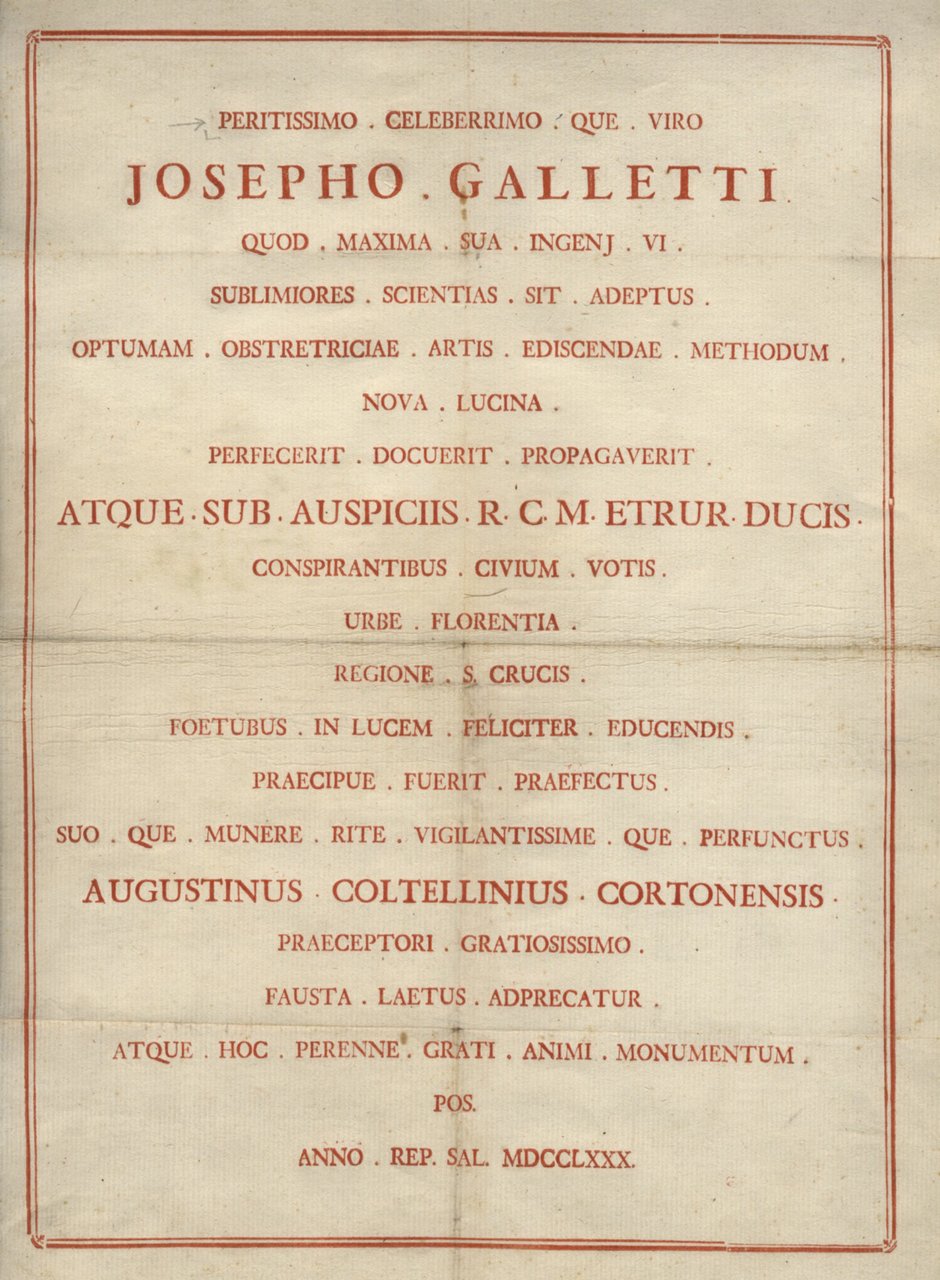 PERITISSIMO . CELEBERRIMO . QUE . VIRO
JOSEPHO . GALLETTI .
QUOD . MAXIMA . SUA . INGENJ . VI .
SUBLIMIORES . SCIENTIAS . SIT . ADEPTUS .
OPTUMAM . OBSTRETRICIAE . ARTIS . EDISCENDAE . METHODUM .
NOVA . LUCINA .
PERFECERIT . DOCUERIT . PROPAGAVERIT .
ATQUE · SUB · AUSPICIIS · R · C · M · ETRUR · DUCIS ·
CONSPIRANTIBUS . CIVIUM . VOTIS .
URBE . FLORENTIA .
REGIONE . S. CRUCIS .
FOETUBUS . IN LUCEM . FELICITER . EDUCENDIS .
PRAECIPUE . FUERIT . PRAEFECTUS .
SUO . QUE . MUNERE . RITE . VIGILANTISSIME . QUE . PERFUNCTUS .
AUGUSTINUS · COLTELLINIUS · CORTONENSIS ·
PRAECEPTORI . GRATIOSISSIMO .
FAUSTA . LAETUS . ADPRECATUR .
ATQUE . HOC . PERENNE . GRATI . ANIMI . MONUMENTUM .
POS.
ANNO . REP. SAL. MDCCLXXX.